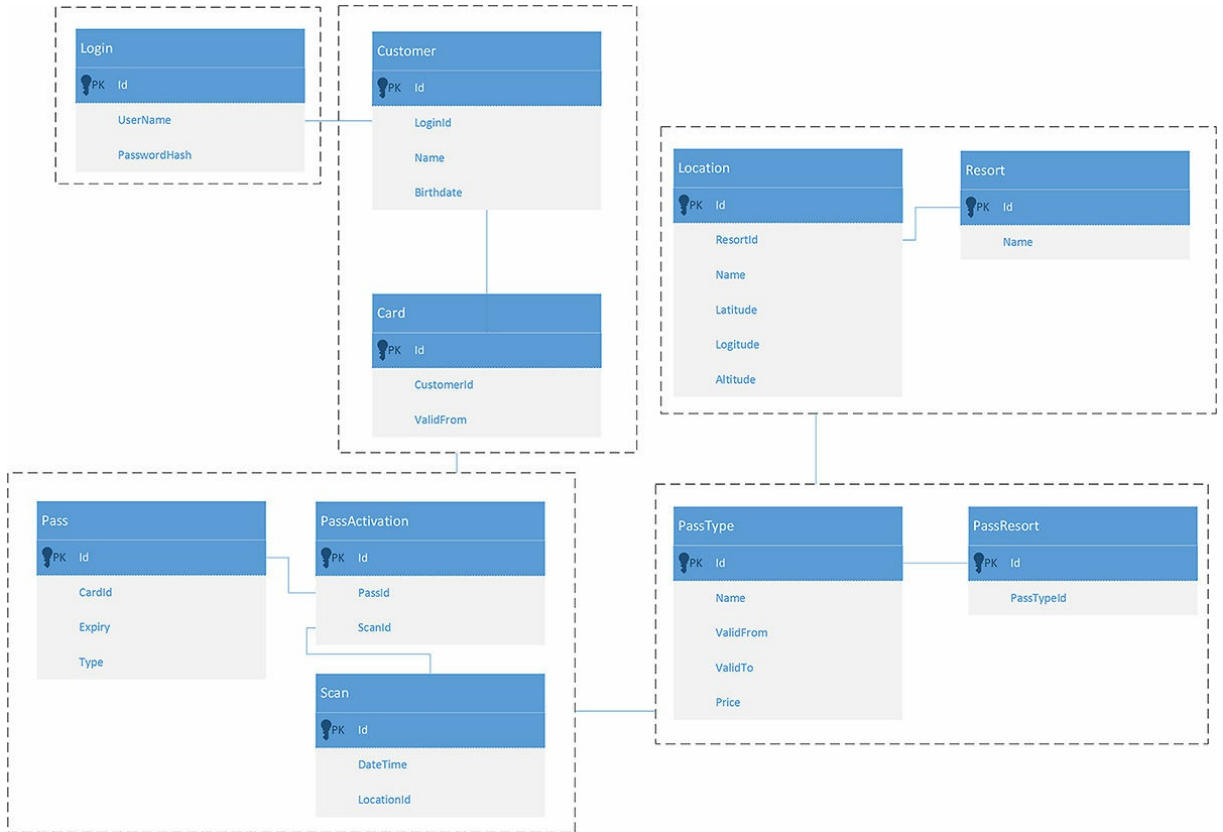 Login
PK Id
UserName
PasswordHash
Customer
PK Id
LoginId
Name
Birthdate
Card
PK Id
CustomerId
ValidFrom
Location
PK Id
ResortId
Name
Latitude
Logitude
Altitude
Resort
PK Id
Name
Pass
PK Id
CardId
Expiry
Type
PassActivation
PK Id
PassId
ScanId
Scan
PK Id
DateTime
LocationId
PassType
PK Id
Name
ValidFrom
ValidTo
Price
PassResort
PK Id
PassTypeId